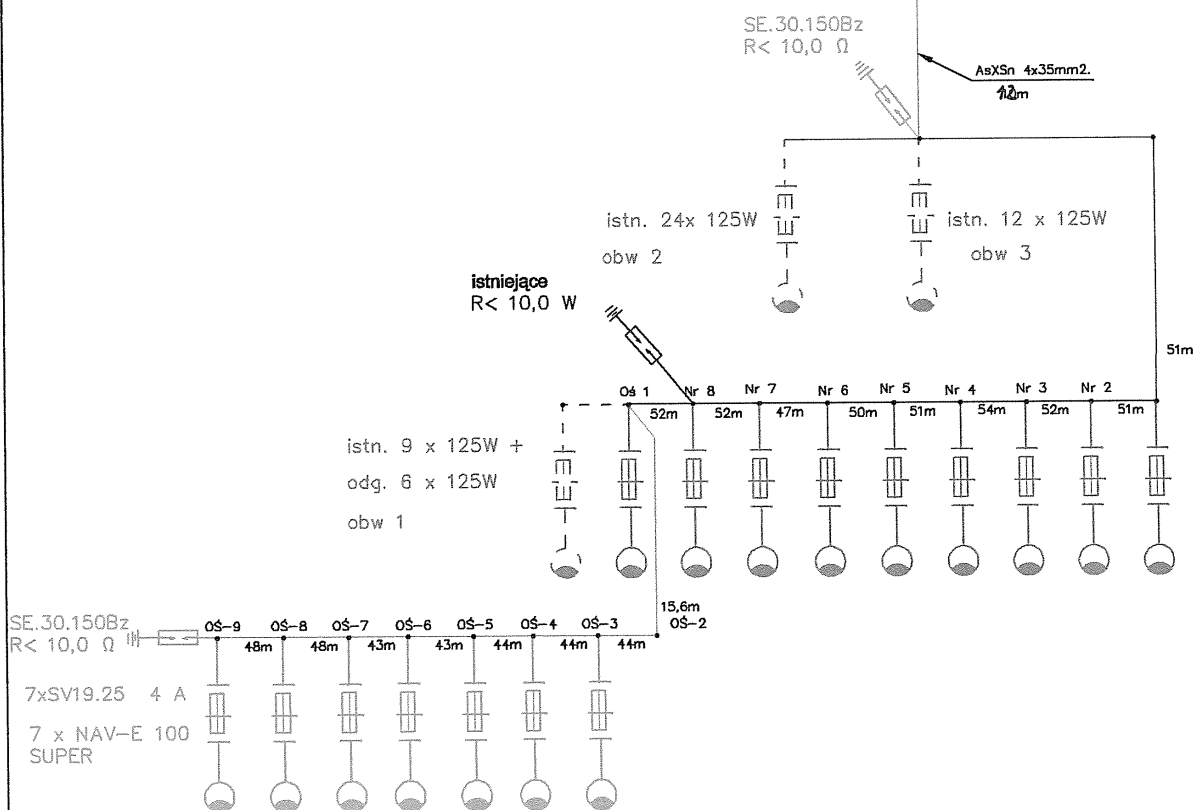 SE.30.150Bz
R< 10,0 Ω
AsXSn 4x35mm2.
istn. 24x 125W
obw 2
istn. 12 x 125W
obw 3
istniejące
R< 10,0 W
51m
Oś 1
Nr 8
Nr 7
Nr 6
Nr 5
Nr 4
Nr 3
Nr 2
52m
52m
47m
50m
51m
54m
52m
51m
istn. 9 x 125W +
odg. 6 x 125W
obw 1
15,6m
OŚ-2
SE.30.150Bz
R< 10,0 Ω
OŚ-9
OŚ-8
OŚ-7
OŚ-6
OŚ-5
OŚ-4
OŚ-3
48m
48m
43m
43m
44m
44m
44m
7xSV19.25 4 A
7 x NAV-E 100
SUPER